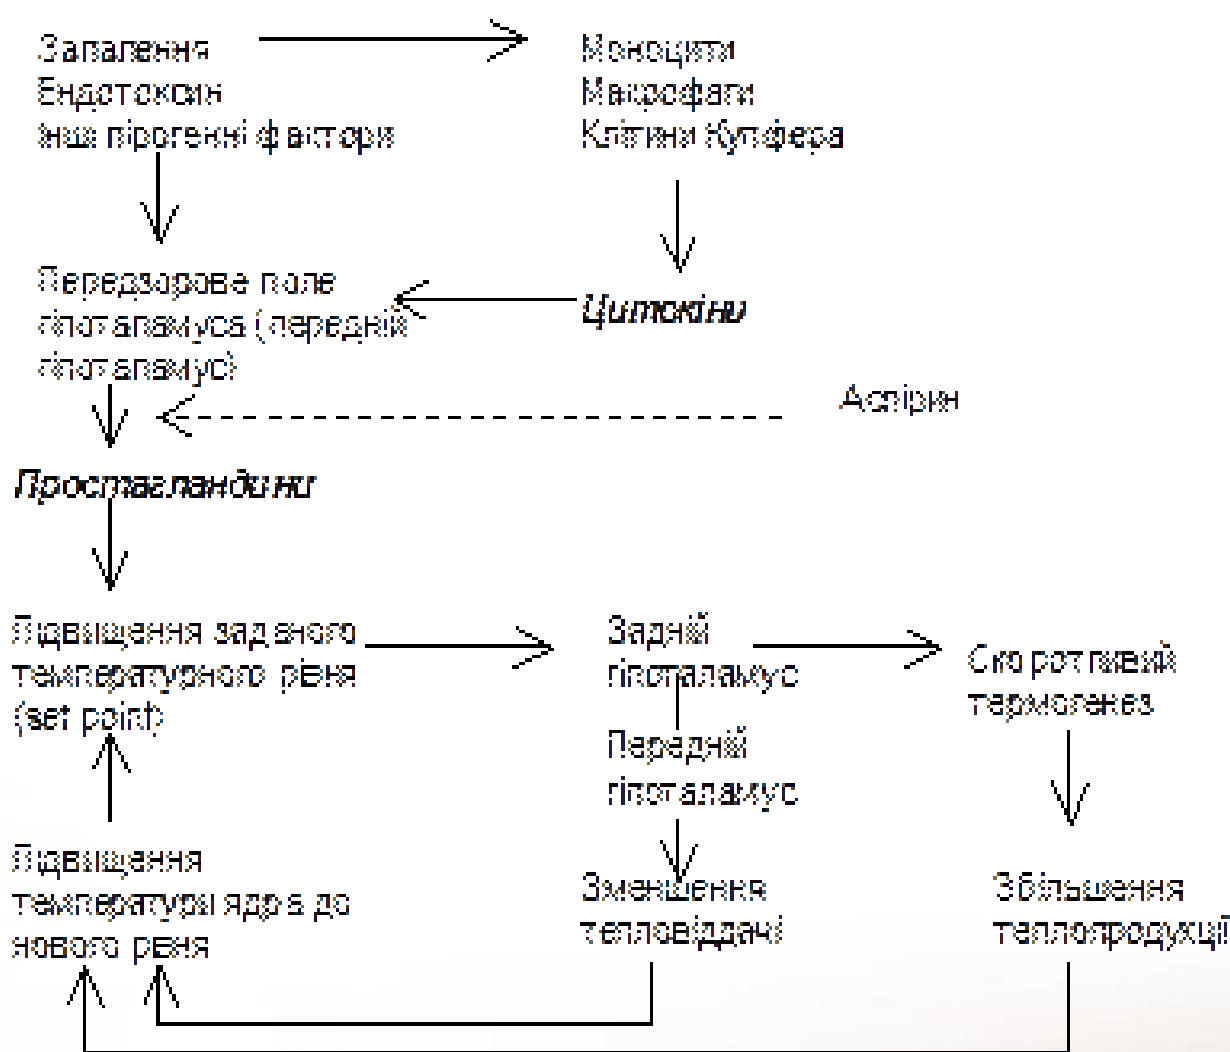 Запалення
Ендотоксин
Інші пірогенні фактори
Моноцити
Макрофаги
Клітини Купфера
Передзорове поле
гіпоталамуса (передній
гіпоталамус)
Цитокіни
Аспірин
Простагландини
Підвищення заданого
температурного рівня
(set point)
Задній
гіпоталамус
Скоротливий
термогенез
Передній
гіпоталамус
Підвищення
температури ядра до
нового рівня
Зменшення
тепловіддачі
Збільшення
теплопродукції